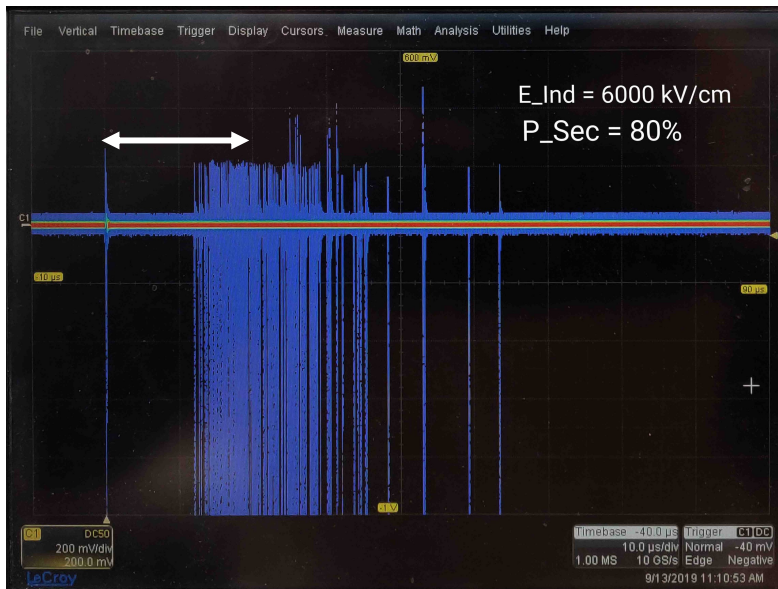 File Vertical Timebase Trigger Display Cursors Measure Math Analysis Utilities Help
600 mV
E_Ind = 6000 kV/cm
P_Sec = 80%
C1
-10 µs
90 µs
-1 V
C1 DC50
200 mV/div
200.0 mV
Timebase -40.0 µs
10.0 µs/div
1.00 MS 10 GS/s
Trigger C1 DC
Normal -40 mV
Edge Negative
LeCroy
9/13/2019 11:10:53 AM